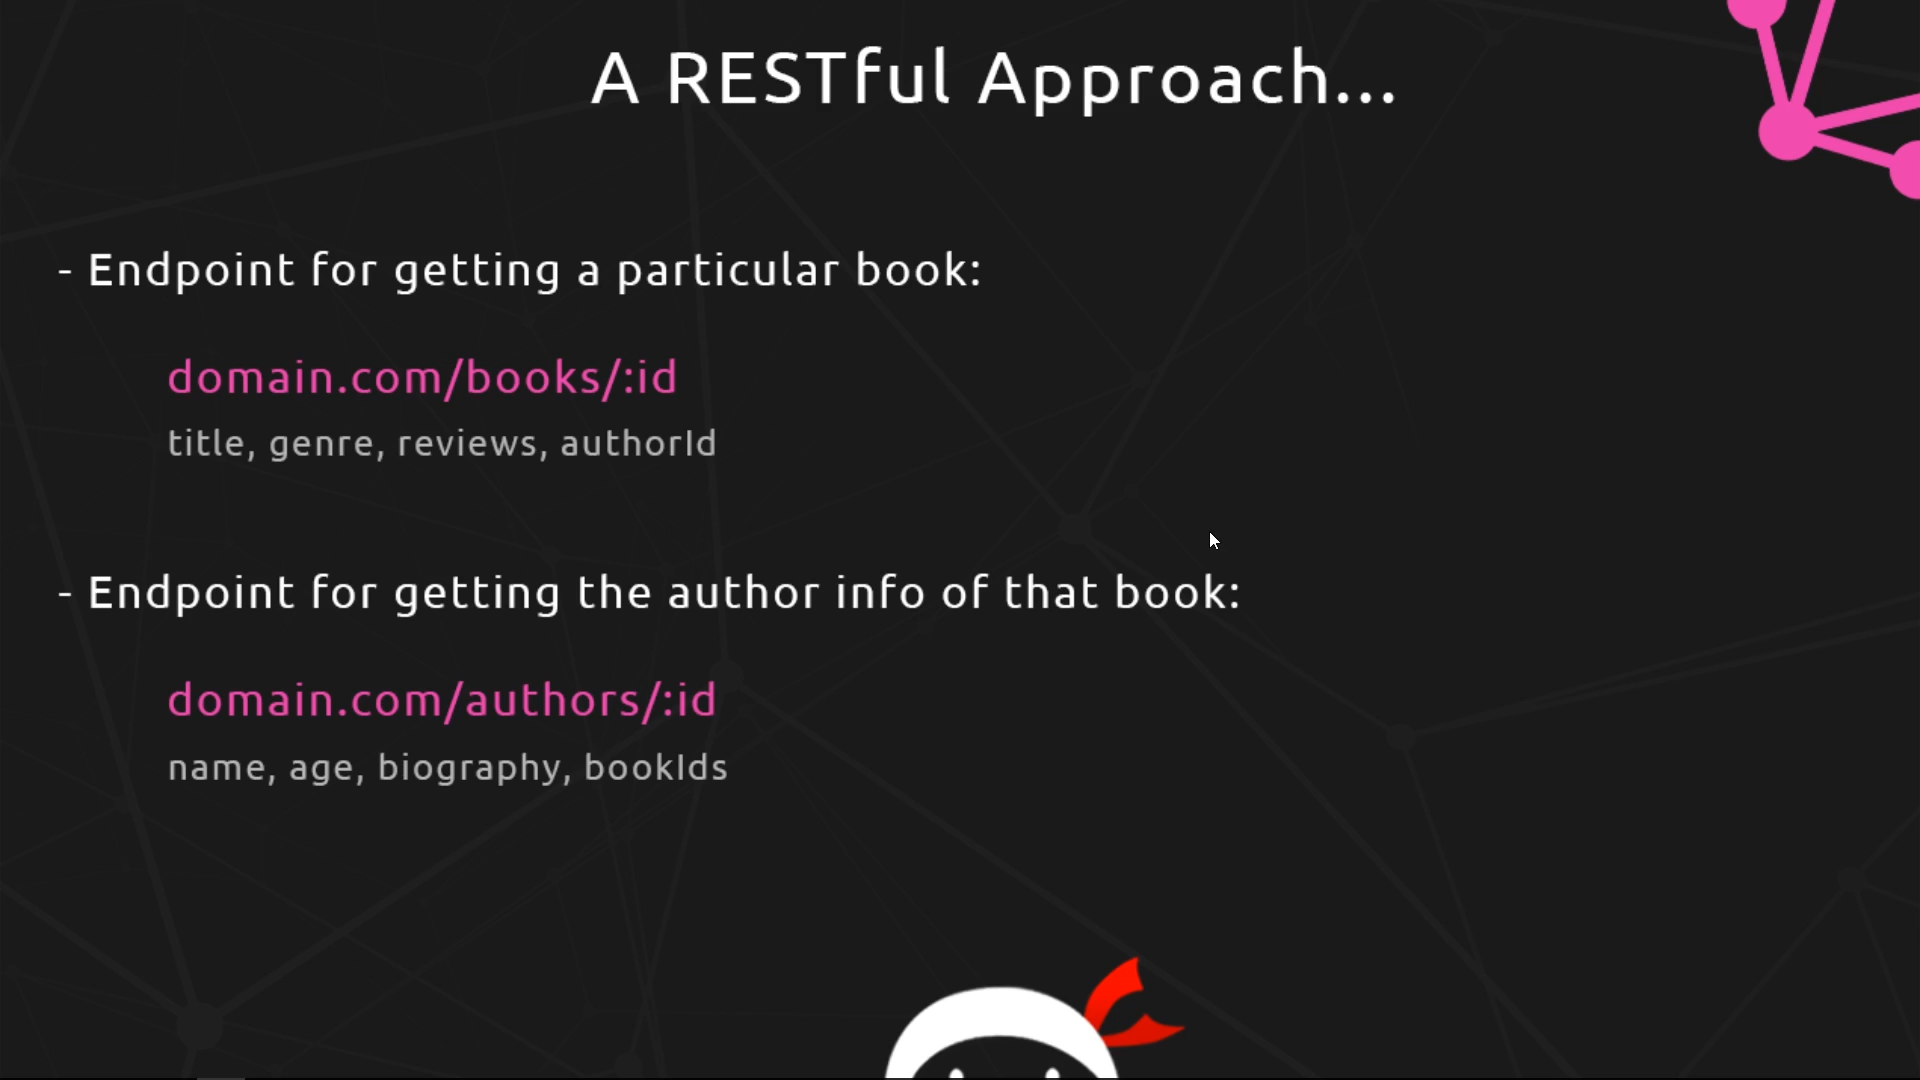 A RESTful Approach...
- Endpoint for getting a particular book:
domain.com/books/:id
title, genre, reviews, authorId
- Endpoint for getting the author info of that book:
domain.com/authors/:id
name, age, biography, bookIds